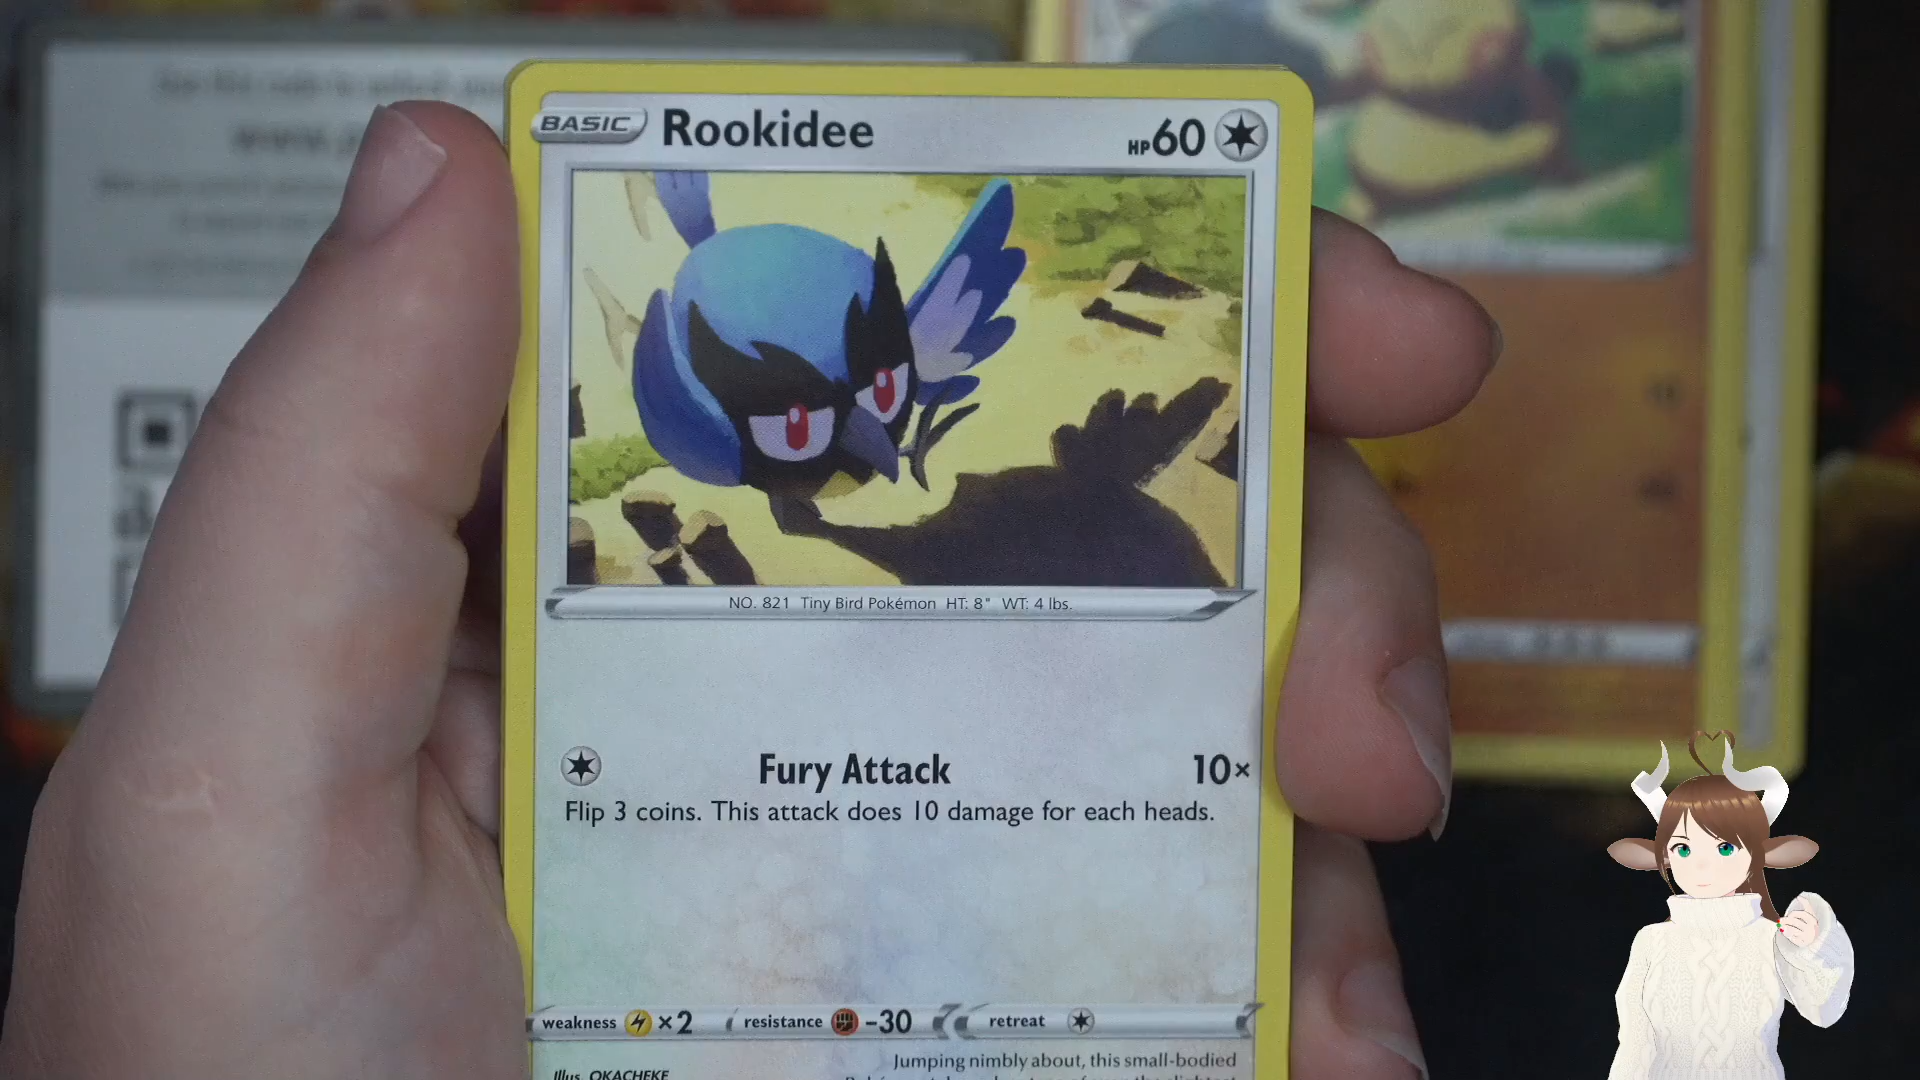 BASIC Rookidee HP 60
NO. 821 Tiny Bird Pokémon HT: 8" WT: 4 lbs.
Fury Attack 10×
Flip 3 coins. This attack does 10 damage for each heads.
weakness ×2 resistance -30 retreat
Jumping nimbly about, this small-bodied
Illus. OKACHEKE